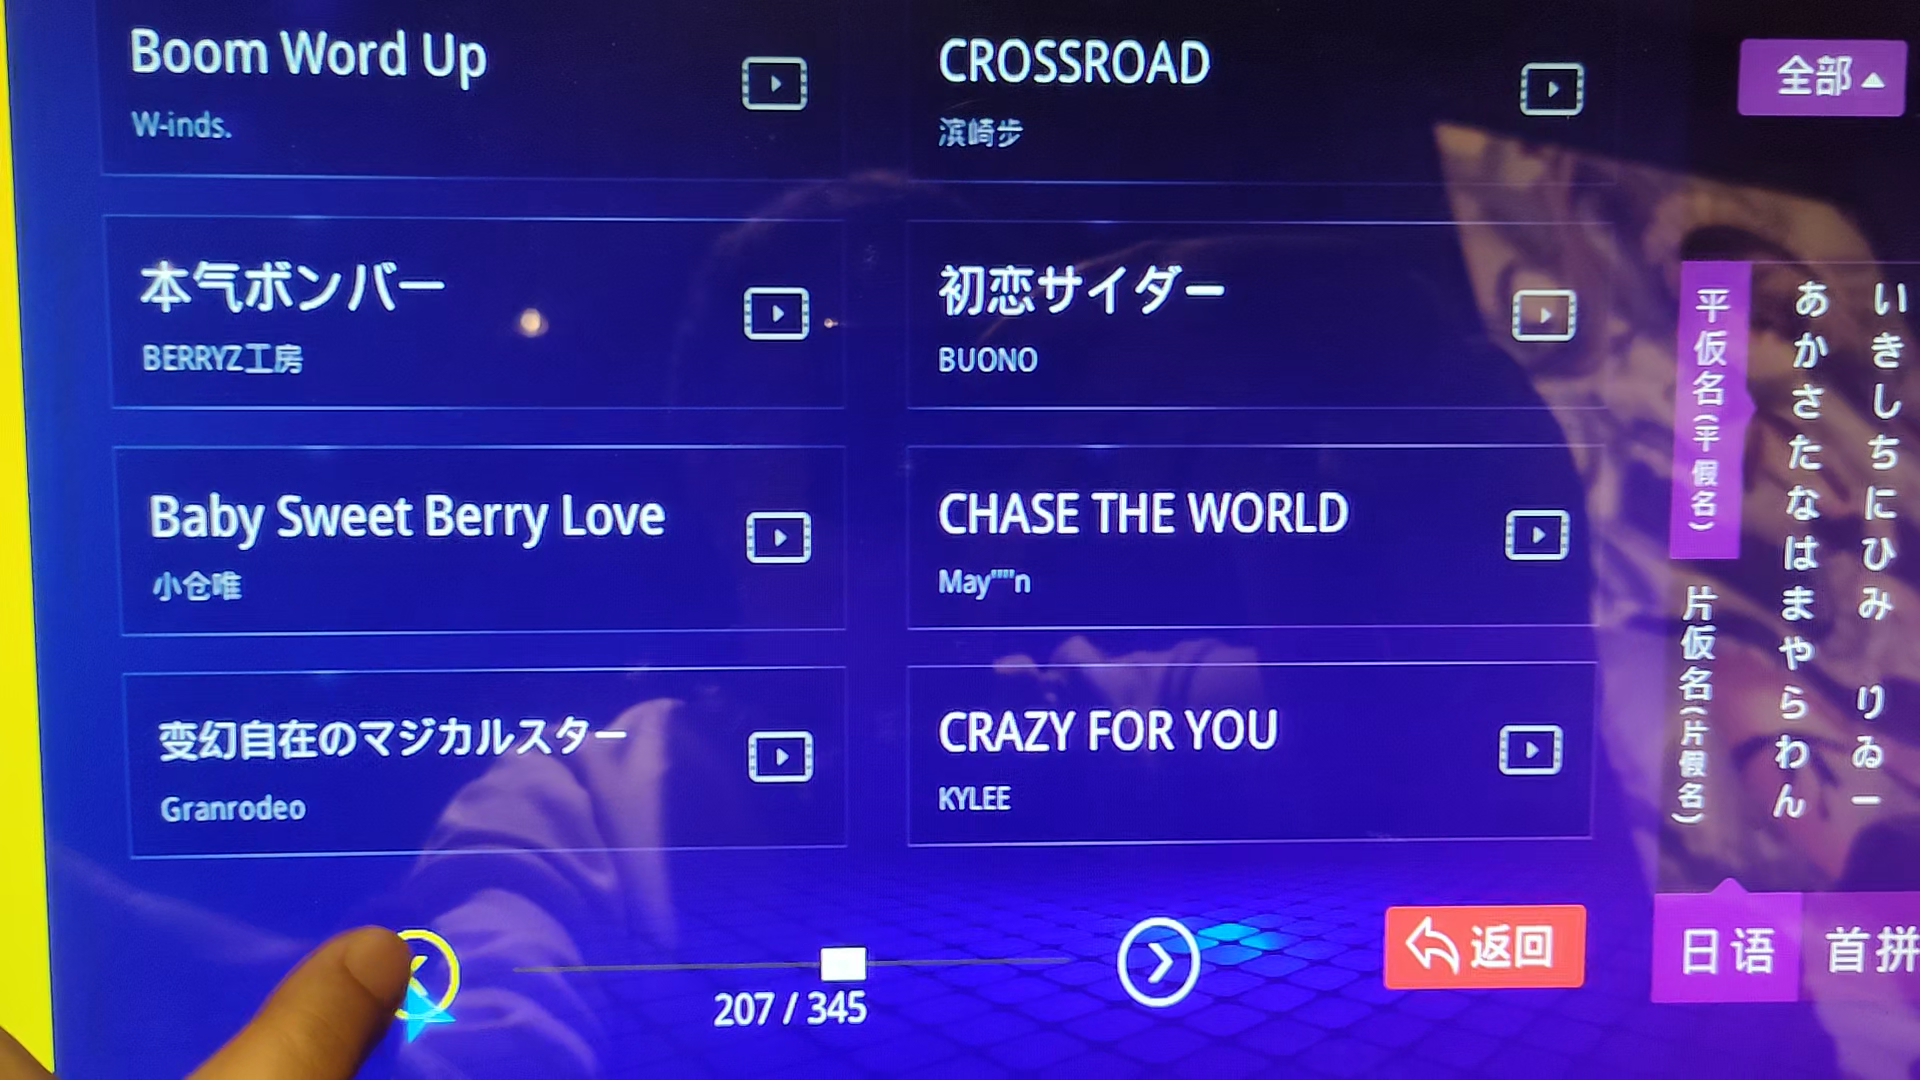 Boom Word Up
W-inds.
CROSSROAD
滨崎步
本气ボンバー
BERRYZ工房
初恋サイダー
BUONO
Baby Sweet Berry Love
小仓唯
CHASE THE WORLD
May""n
变幻自在のマジカルスター
Granrodeo
CRAZY FOR YOU
KYLEE
207 / 345
返回
全部
平仮名(平假名)
片仮名(片假名)
あかさたなはまやらわん
いきしちにひみ りゐー
日语
首拼